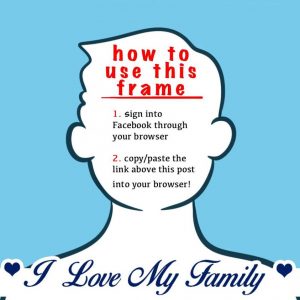 how to
use this
frame
1. sign into
Facebook through
your browser
2. copy/paste the
link above this post
into your browser!
I Love My Family